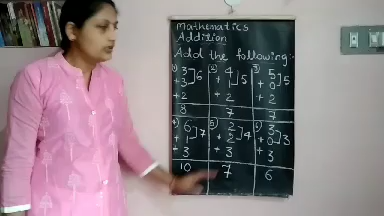 Mathematics
Addition
Add the following:
1) 3 2) 4 3) 5
+ 3 ]6 + 1 ]5 + 0 ]5
+ 2 + 2 + 2
8 7 7
4) 6 5) 2 6) 3
+ 1 ]7 + 2 ]4 + 0 ]3
+ 3 + 3 + 3
10 7 6